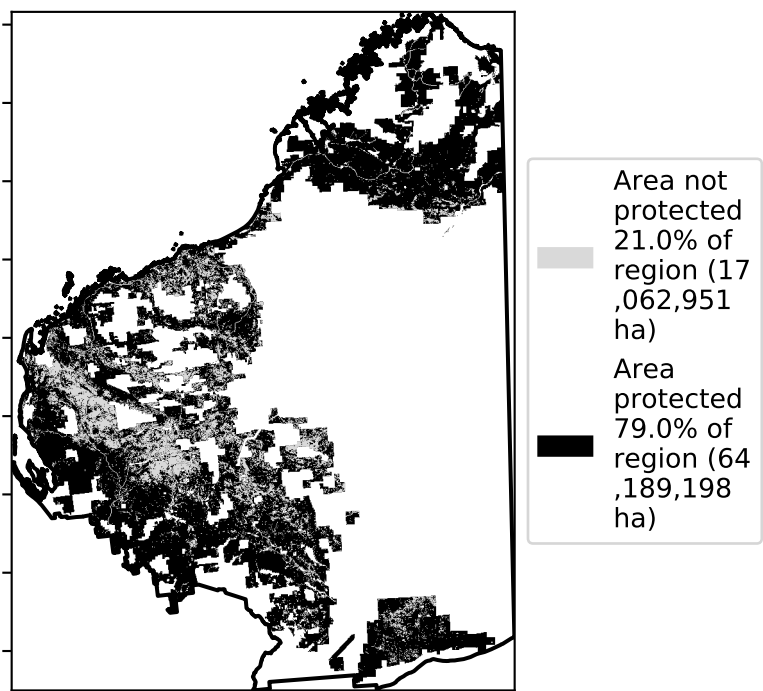 Area not
protected
21.0% of
region (17
,062,951
ha)
Area
protected
79.0% of
region (64
,189,198
ha)